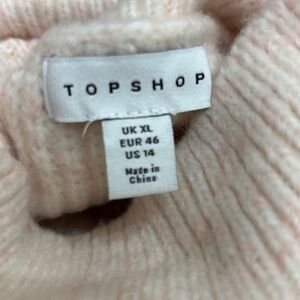 TOPSHOP
UK XL
EUR 46
US 14
Made in
China